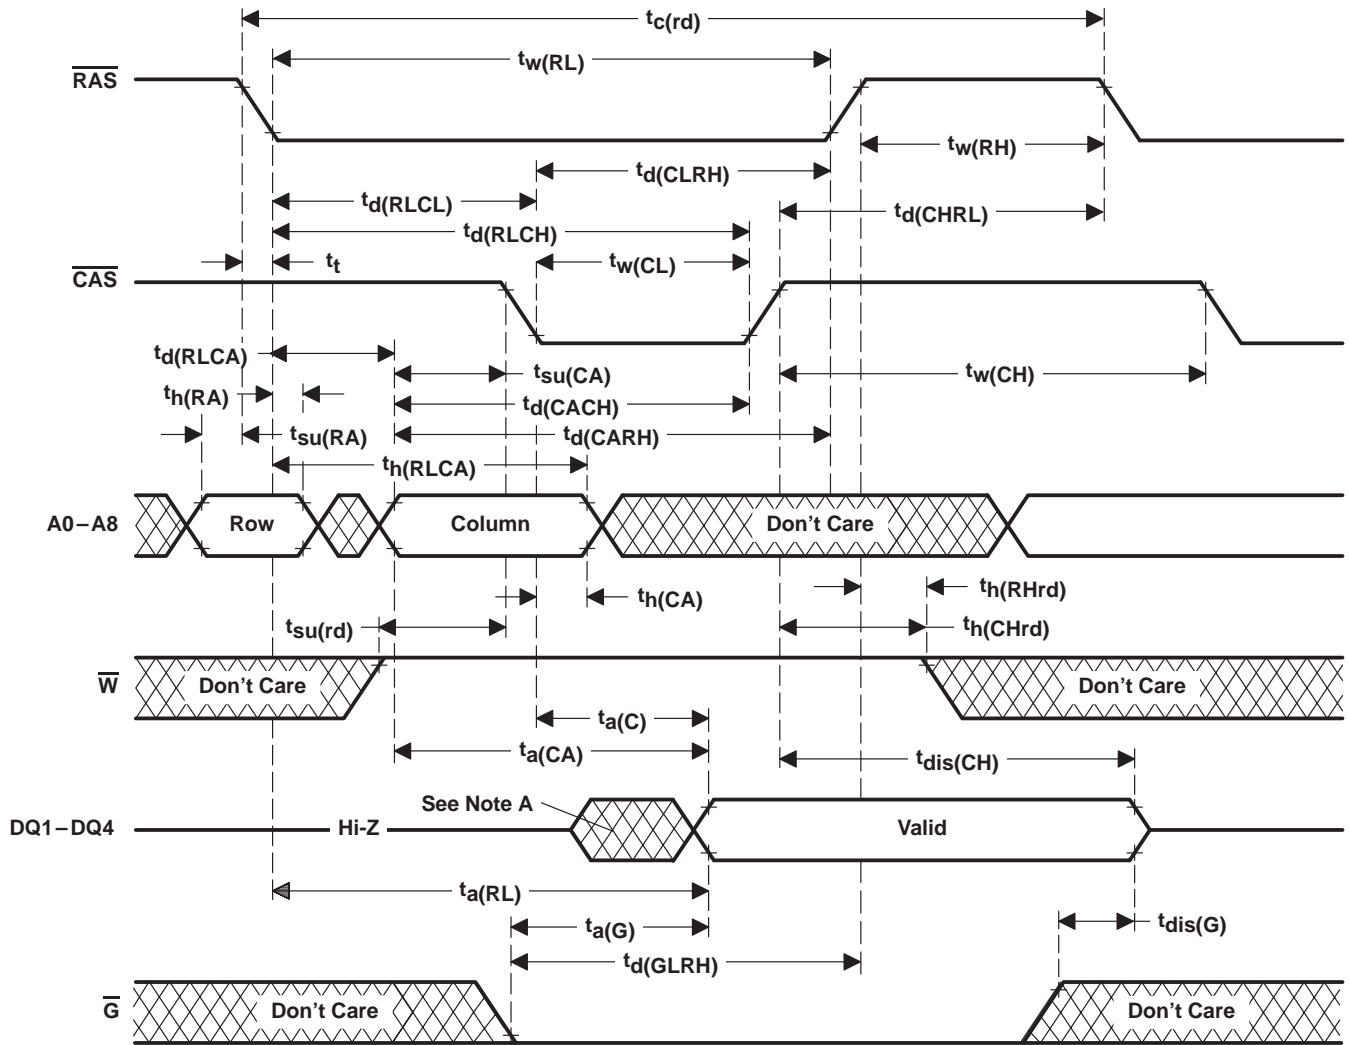 tc(rd)
tw(RL)
RAS
tw(RH)
td(CLRH)
td(RLCL)
td(CHRL)
td(RLCH)
tt
tw(CL)
CAS
td(RLCA)
tsu(CA)
tw(CH)
th(RA)
td(CACH)
tsu(RA)
td(CARH)
th(RLCA)
A0–A8
Row
Column
Don't Care
th(RHrd)
th(CA)
tsu(rd)
th(CHrd)
W
Don't Care
Don't Care
ta(C)
ta(CA)
tdis(CH)
See Note A
DQ1–DQ4
Hi-Z
Valid
ta(RL)
ta(G)
tdis(G)
td(GLRH)
G
Don't Care
Don't Care